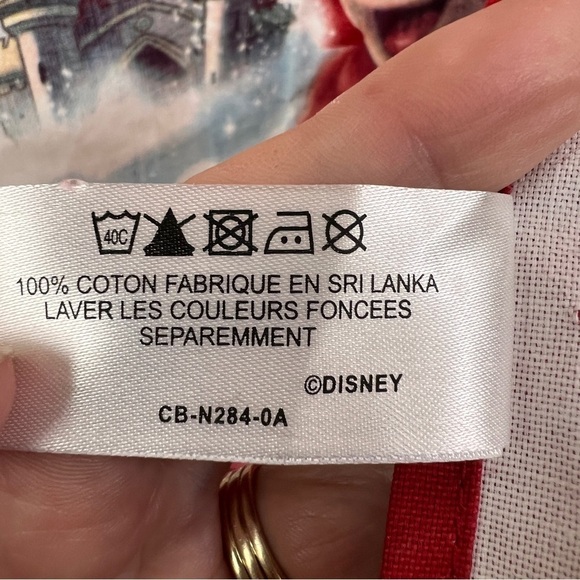 40C
100% COTON FABRIQUE EN SRI LANKA
LAVER LES COULEURS FONCEES
SEPAREMMENT
©DISNEY
CB-N284-0A